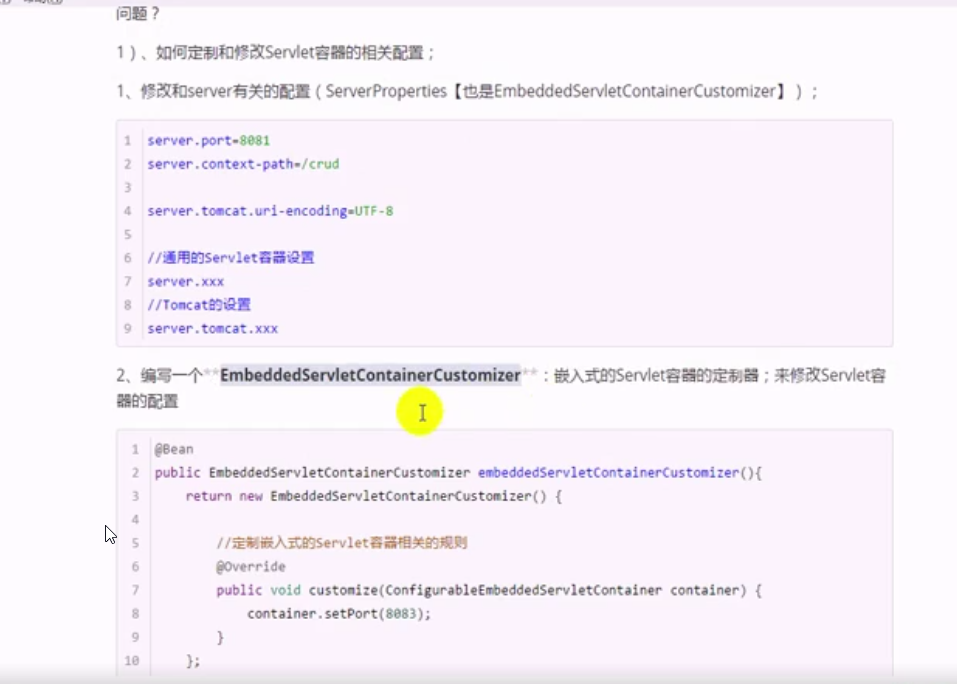 问题？
1）、如何定制和修改Servlet容器的相关配置；
1、修改和server有关的配置（ServerProperties【也是EmbeddedServletContainerCustomizer】）；
1 server.port=8081
2 server.context-path=/crud
3
4 server.tomcat.uri-encoding=UTF-8
5
6 //通用的Servlet容器设置
7 server.xxx
8 //Tomcat的设置
9 server.tomcat.xxx
2、编写一个**EmbeddedServletContainerCustomizer**：嵌入式的Servlet容器的定制器；来修改Servlet容
器的配置
1 @Bean
2 public EmbeddedServletContainerCustomizer embeddedServletContainerCustomizer(){
3 return new EmbeddedServletContainerCustomizer() {
4
5 //定制嵌入式的Servlet容器相关的规则
6 @Override
7 public void customize(ConfigurableEmbeddedServletContainer container) {
8 container.setPort(8083);
9 }
10 };